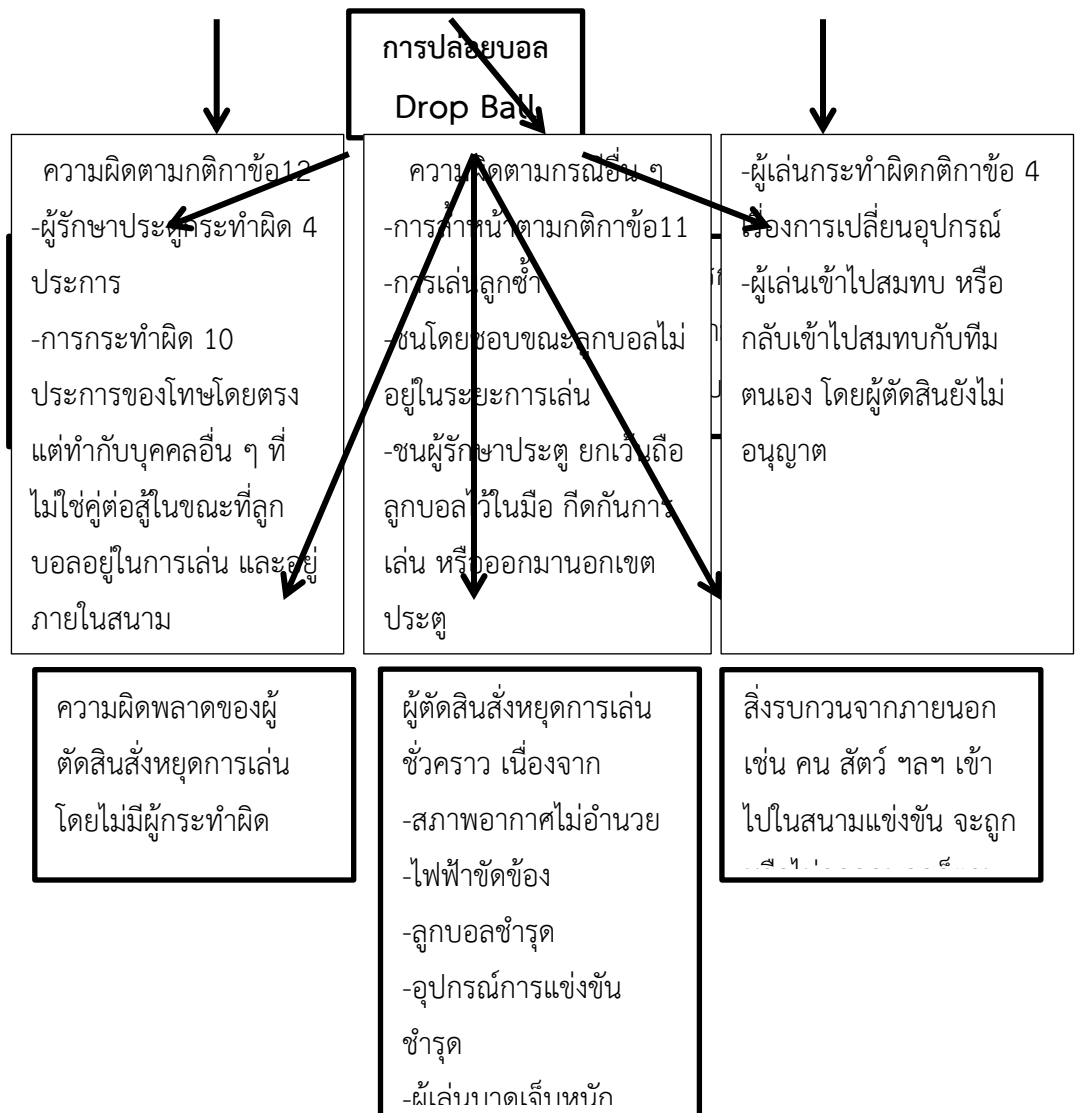 การปล่อยบอล
Drop Ball
ความผิดตามกติกาข้อ12
-ผู้รักษาประตูกระทำผิด 4
ประการ
-การกระทำผิด 10
ประการของโทษโดยตรง
แต่ทำกับบุคคลอื่น ๆ ที่
ไม่ใช่คู่ต่อสู้ในขณะที่ลูก
บอลอยู่ในการเล่น และอยู่
ภายในสนาม
ความผิดตามกรณีอื่น ๆ
-การล้ำหน้าตามกติกาข้อ11
-การเล่นลูกซ้ำ
-ชนโดยชอบขณะลูกบอลไม่
อยู่ในระยะการเล่น
-ชนผู้รักษาประตู ยกเว้นถือ
ลูกบอลไว้ในมือ กีดกันการ
เล่น หรือออกมานอกเขต
ประตู
-ผู้เล่นกระทำผิดกติกาข้อ 4
เรื่องการเปลี่ยนอุปกรณ์
-ผู้เล่นเข้าไปสมทบ หรือ
กลับเข้าไปสมทบกับทีม
ตนเอง โดยผู้ตัดสินยังไม่
อนุญาต
ความผิดพลาดของผู้
ตัดสินสั่งหยุดการเล่น
โดยไม่มีผู้กระทำผิด
ผู้ตัดสินสั่งหยุดการเล่น
ชั่วคราว เนื่องจาก
-สภาพอากาศไม่อำนวย
-ไฟฟ้าขัดข้อง
-ลูกบอลชำรุด
-อุปกรณ์การแข่งขัน
ชำรุด
-ผู้เล่นบาดเจ็บหนัก
สิ่งรบกวนจากภายนอก
เช่น คน สัตว์ ฯลฯ เข้า
ไปในสนามแข่งขัน จะถูก